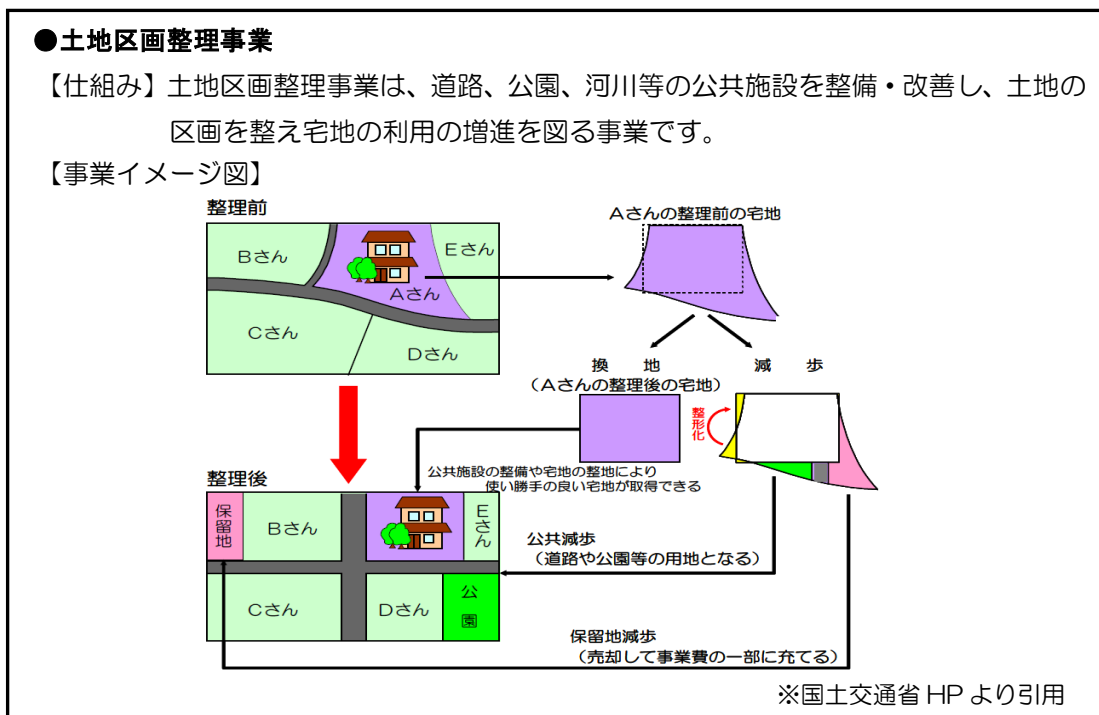 ●土地区画整理事業
【仕組み】土地区画整理事業は、道路、公園、河川等の公共施設を整備・改善し、土地の
区画を整え宅地の利用の増進を図る事業です。
【事業イメージ図】
整理前
Bさん
Aさん
Eさん
Cさん
Dさん
Aさんの整理前の宅地
換　地
（Aさんの整理後の宅地）
減　歩
整形化
公共施設の整備や宅地の整地により
使い勝手の良い宅地が取得できる
整理後
保留地
Bさん
Eさん
Cさん
Dさん
公園
公共減歩
（道路や公園等の用地となる）
保留地減歩
（売却して事業費の一部に充てる）
※国土交通省 HP より引用